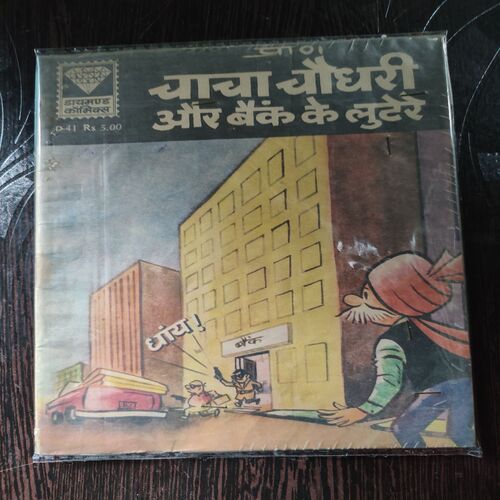 प्राण
चाचा चौधरी
और बैंक के लुटेरे
डायमण्ड
कॉमिक्स
D-41 Rs 5.00
धांय!
बैंक